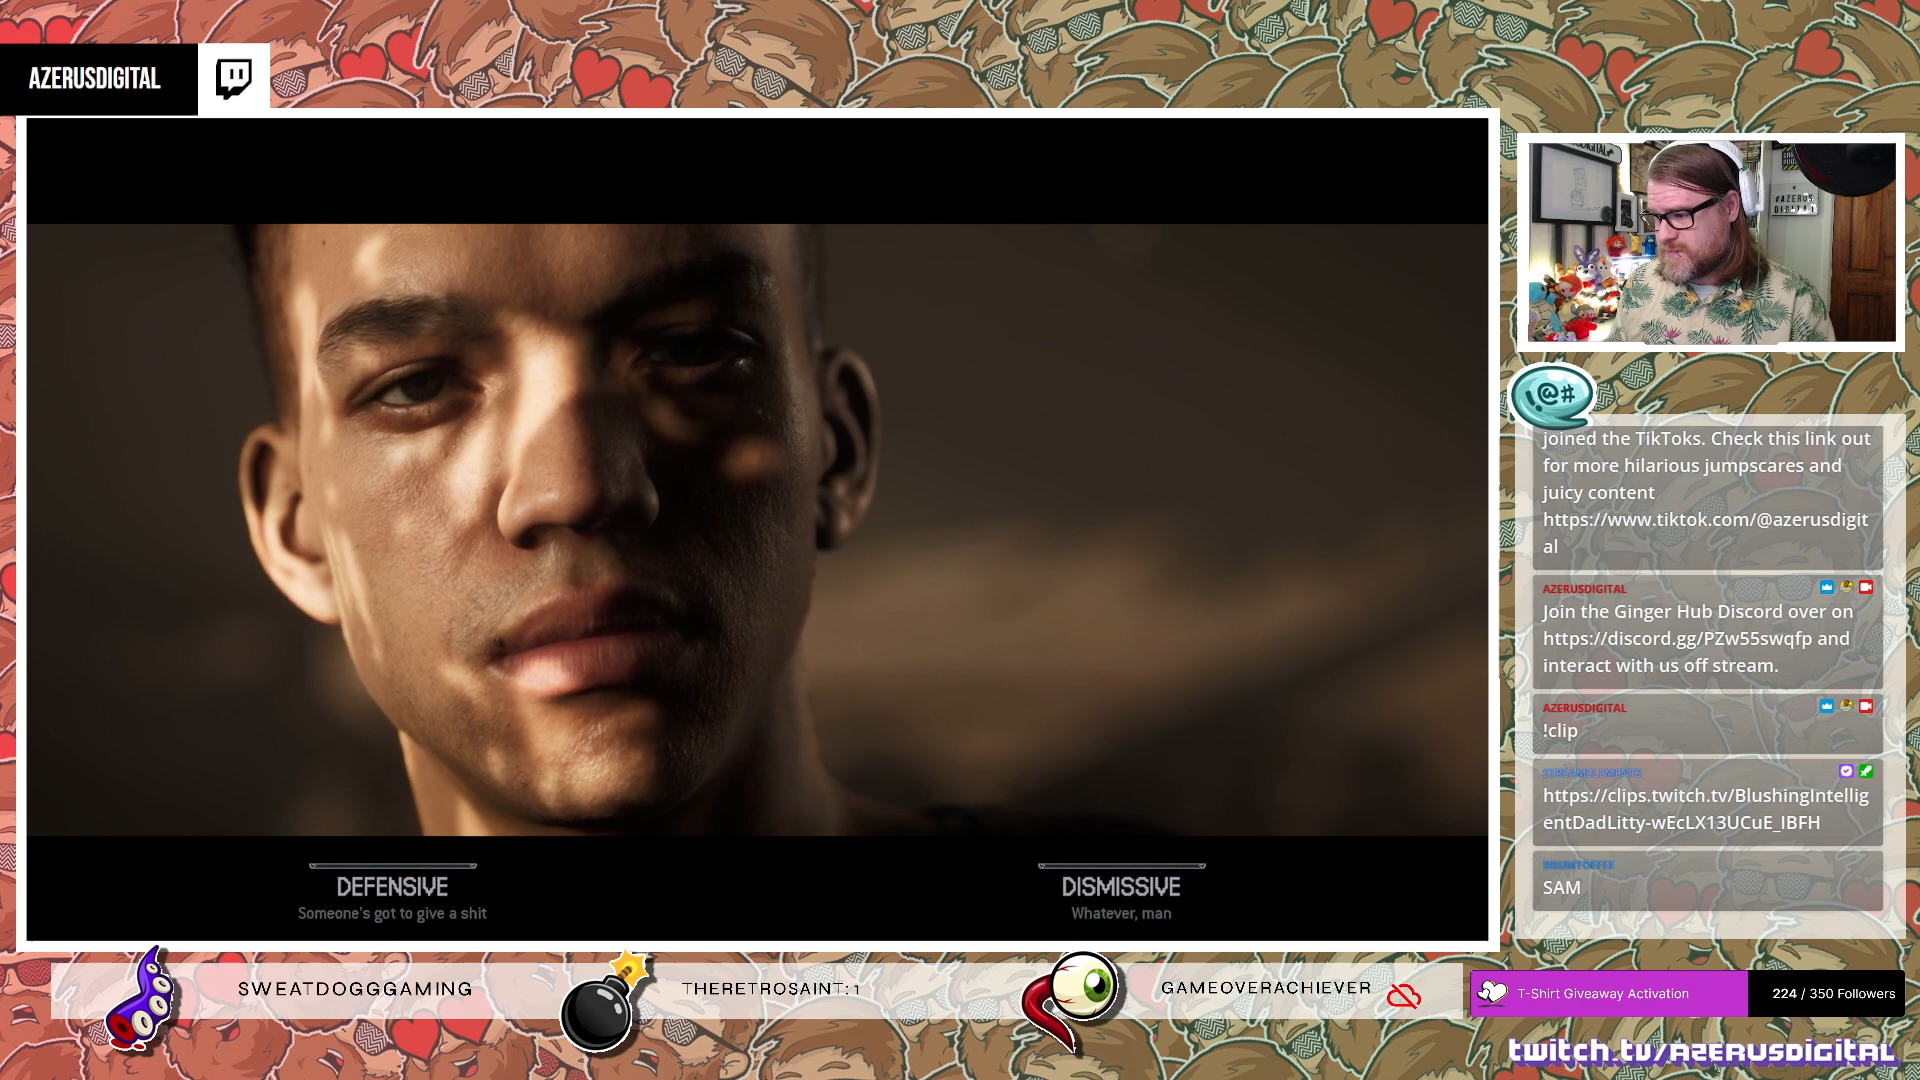 AZERUSDIGITAL
#AZERUS
DIGITAL
joined the TikToks. Check this link out
for more hilarious jumpscares and
juicy content
https://www.tiktok.com/@azerusdigit
al
AZERUSDIGITAL
Join the Ginger Hub Discord over on
https://discord.gg/PZw55swqfp and
interact with us off stream.
AZERUSDIGITAL
!clip
STREAMELEMENTS
https://clips.twitch.tv/BlushingIntellig
entDadLitty-wEcLX13UCuE_IBFH
SAM
DEFENSIVE
Someone's got to give a shit
DISMISSIVE
Whatever, man
SWEATDOGGGAMING
THERETROSAINT: 1
GAMEOVERACHIEVER
T-Shirt Giveaway Activation
224 / 350 Followers
twitch.tv/AZERUSDIGITAL